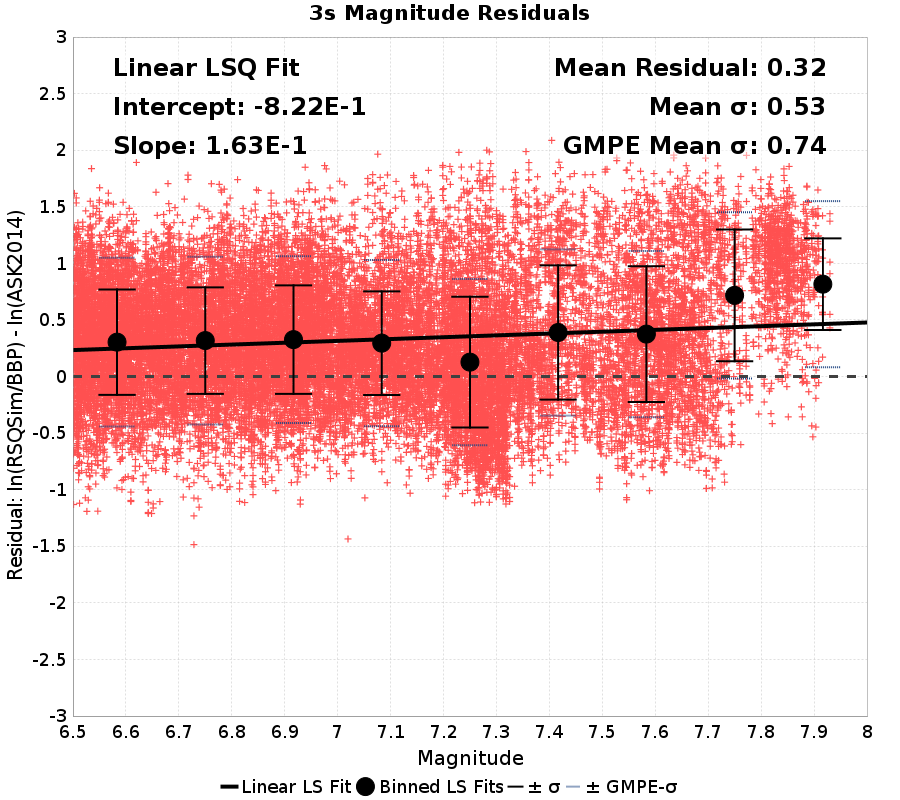 3s Magnitude Residuals
Linear LSQ Fit
Intercept: -8.22E-1
Slope: 1.63E-1
Mean Residual: 0.32
Mean σ: 0.53
GMPE Mean σ: 0.74
Residual: ln(RSQSim/BBP) - ln(ASK2014)
3
2.5
2
1.5
1
0.5
0
-0.5
-1
-1.5
-2
-2.5
-3
6.5 6.6 6.7 6.8 6.9 7 7.1 7.2 7.3 7.4 7.5 7.6 7.7 7.8 7.9 8
Magnitude
Linear LS Fit Binned LS Fits ± σ ± GMPE-σ